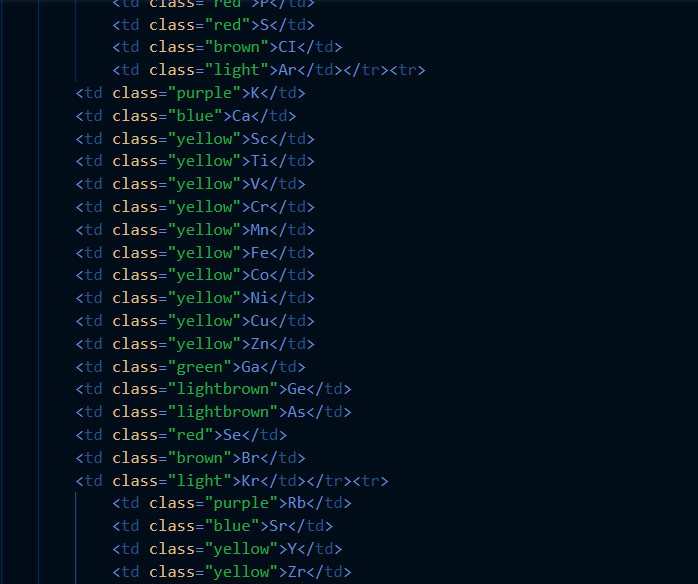 <td class="red">P</td>
<td class="red">S</td>
<td class="brown">CI</td>
<td class="light">Ar</td></tr><tr>
<td class="purple">K</td>
<td class="blue">Ca</td>
<td class="yellow">Sc</td>
<td class="yellow">Ti</td>
<td class="yellow">V</td>
<td class="yellow">Cr</td>
<td class="yellow">Mn</td>
<td class="yellow">Fe</td>
<td class="yellow">Co</td>
<td class="yellow">Ni</td>
<td class="yellow">Cu</td>
<td class="yellow">Zn</td>
<td class="green">Ga</td>
<td class="lightbrown">Ge</td>
<td class="lightbrown">As</td>
<td class="red">Se</td>
<td class="brown">Br</td>
<td class="light">Kr</td></tr><tr>
<td class="purple">Rb</td>
<td class="blue">Sr</td>
<td class="yellow">Y</td>
<td class="yellow">Zr</td>